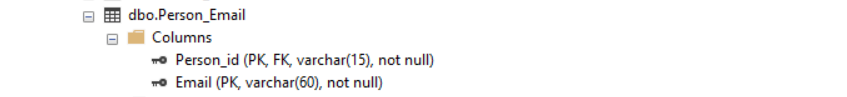 dbo.Person_Email
Columns
Person_id (PK, FK, varchar(15), not null)
Email (PK, varchar(60), not null)